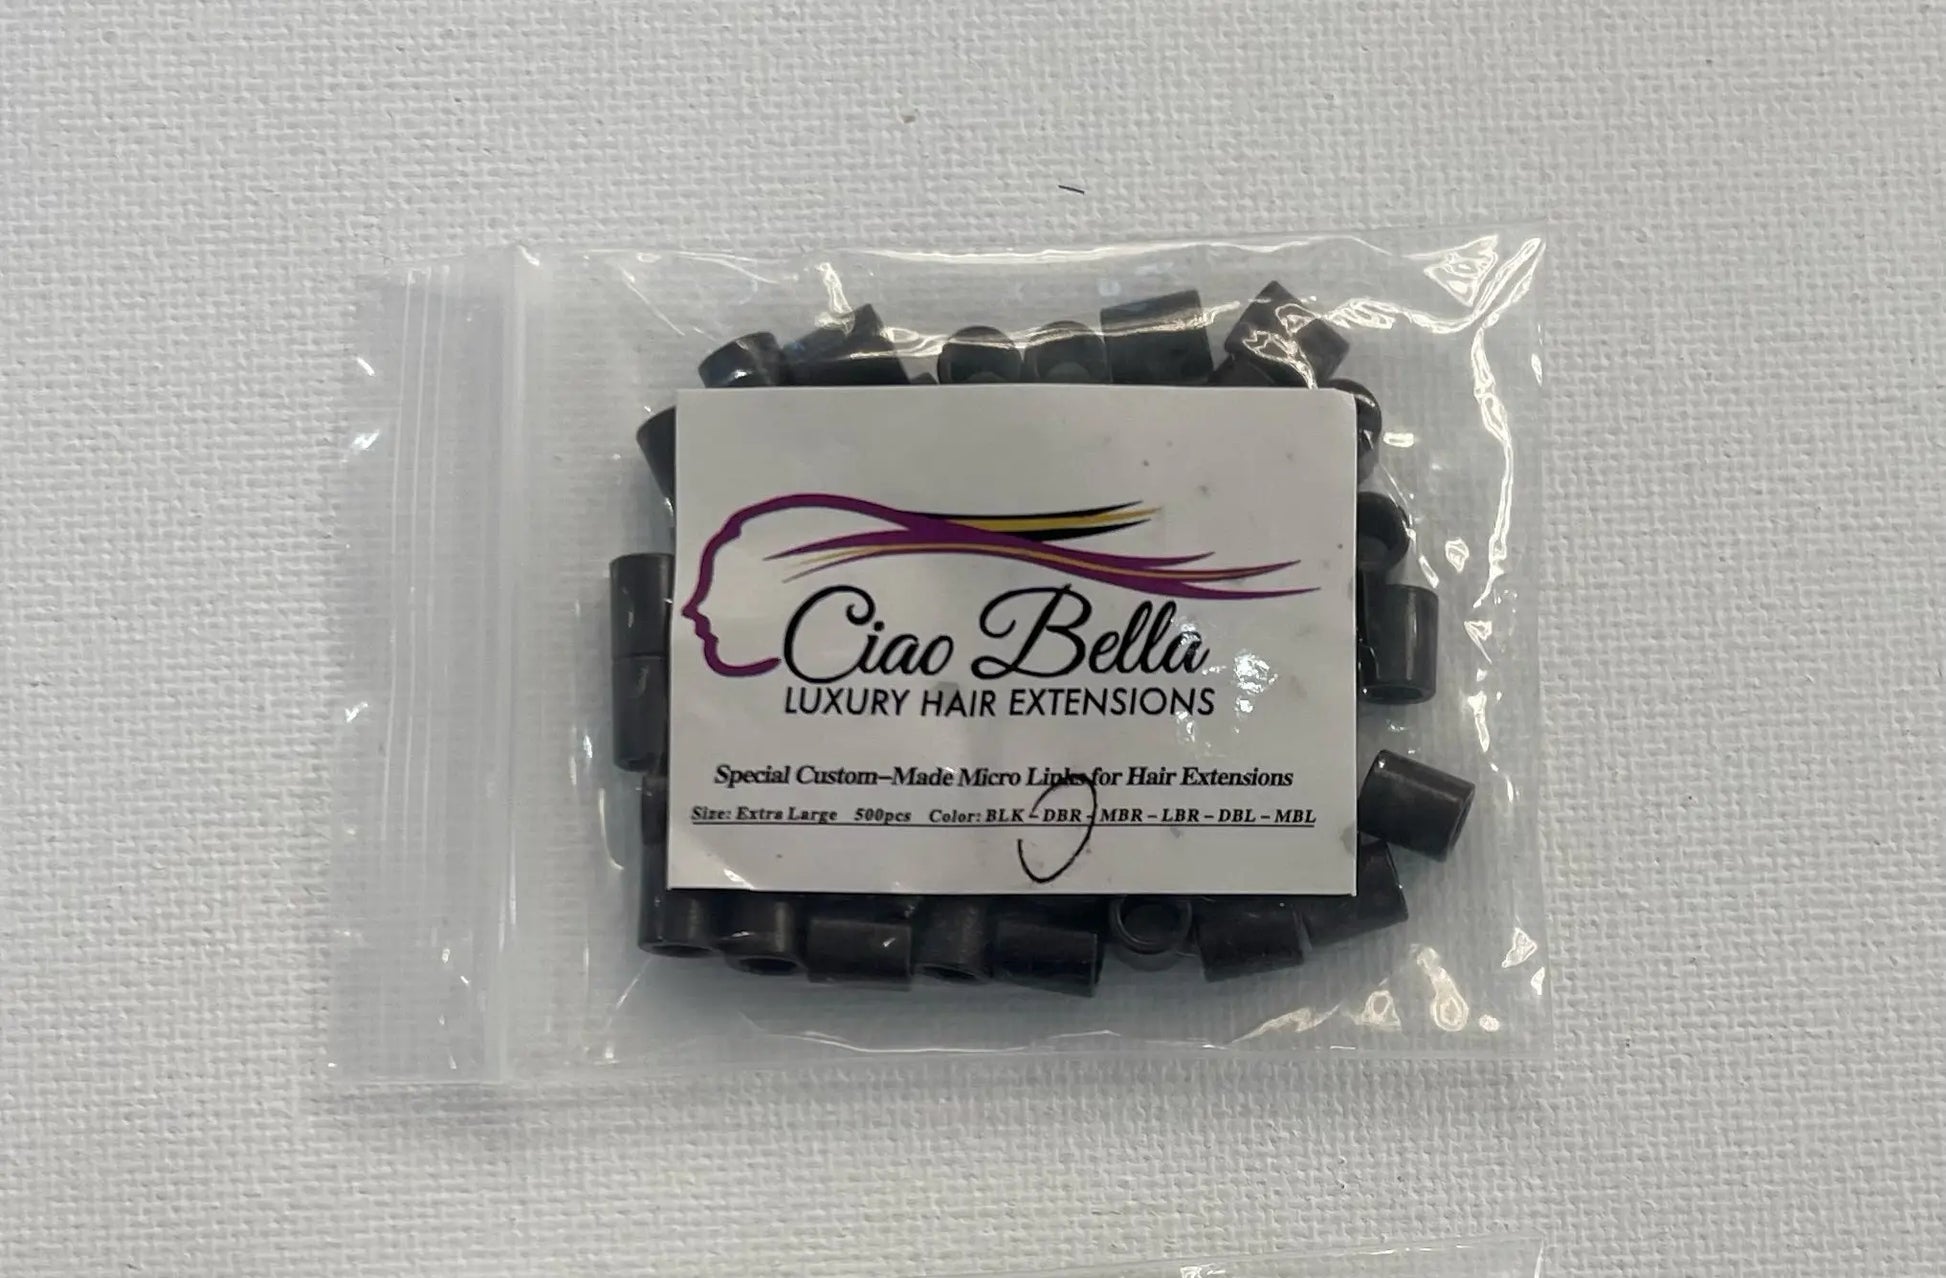 Ciao Bella
LUXURY HAIR EXTENSIONS
Special Custom–Made Micro Links for Hair Extensions
Size: Extra Large 500pcs Color: BLK – DBR – MBR – LBR – DBL – MBL